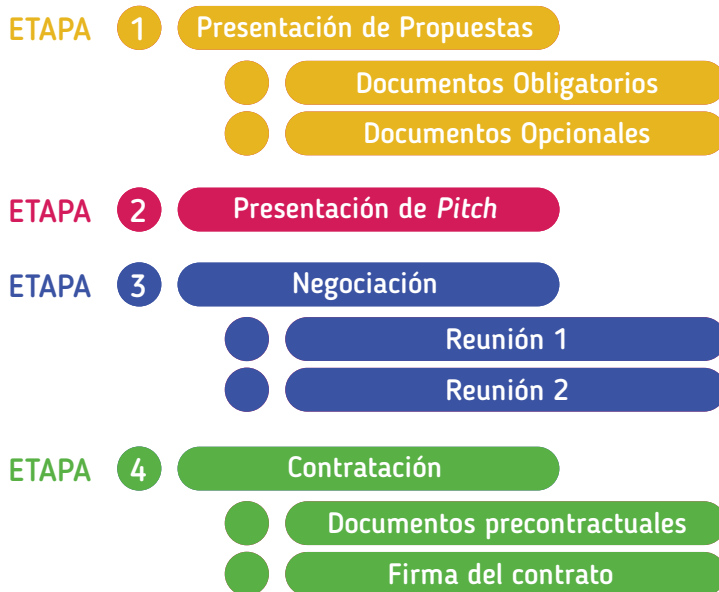 ETAPA 1 Presentación de Propuestas
Documentos Obligatorios
Documentos Opcionales
ETAPA 2 Presentación de Pitch
ETAPA 3 Negociación
Reunión 1
Reunión 2
ETAPA 4 Contratación
Documentos precontractuales
Firma del contrato